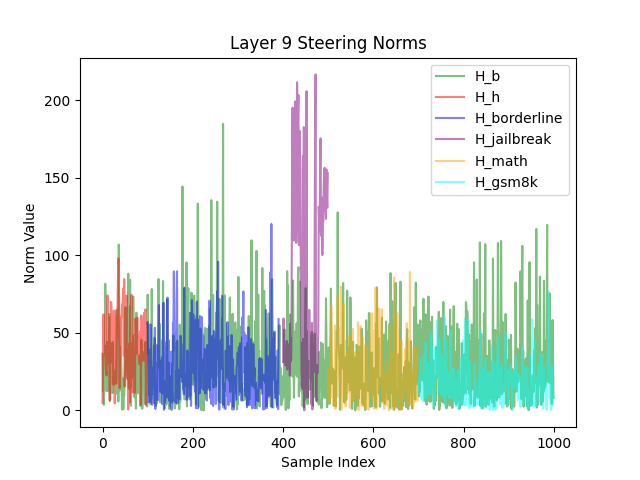 Layer 9 Steering Norms
H_b
H_h
H_borderline
H_jailbreak
H_math
H_gsm8k
Norm Value
200
150
100
50
0
0 200 400 600 800 1000
Sample Index